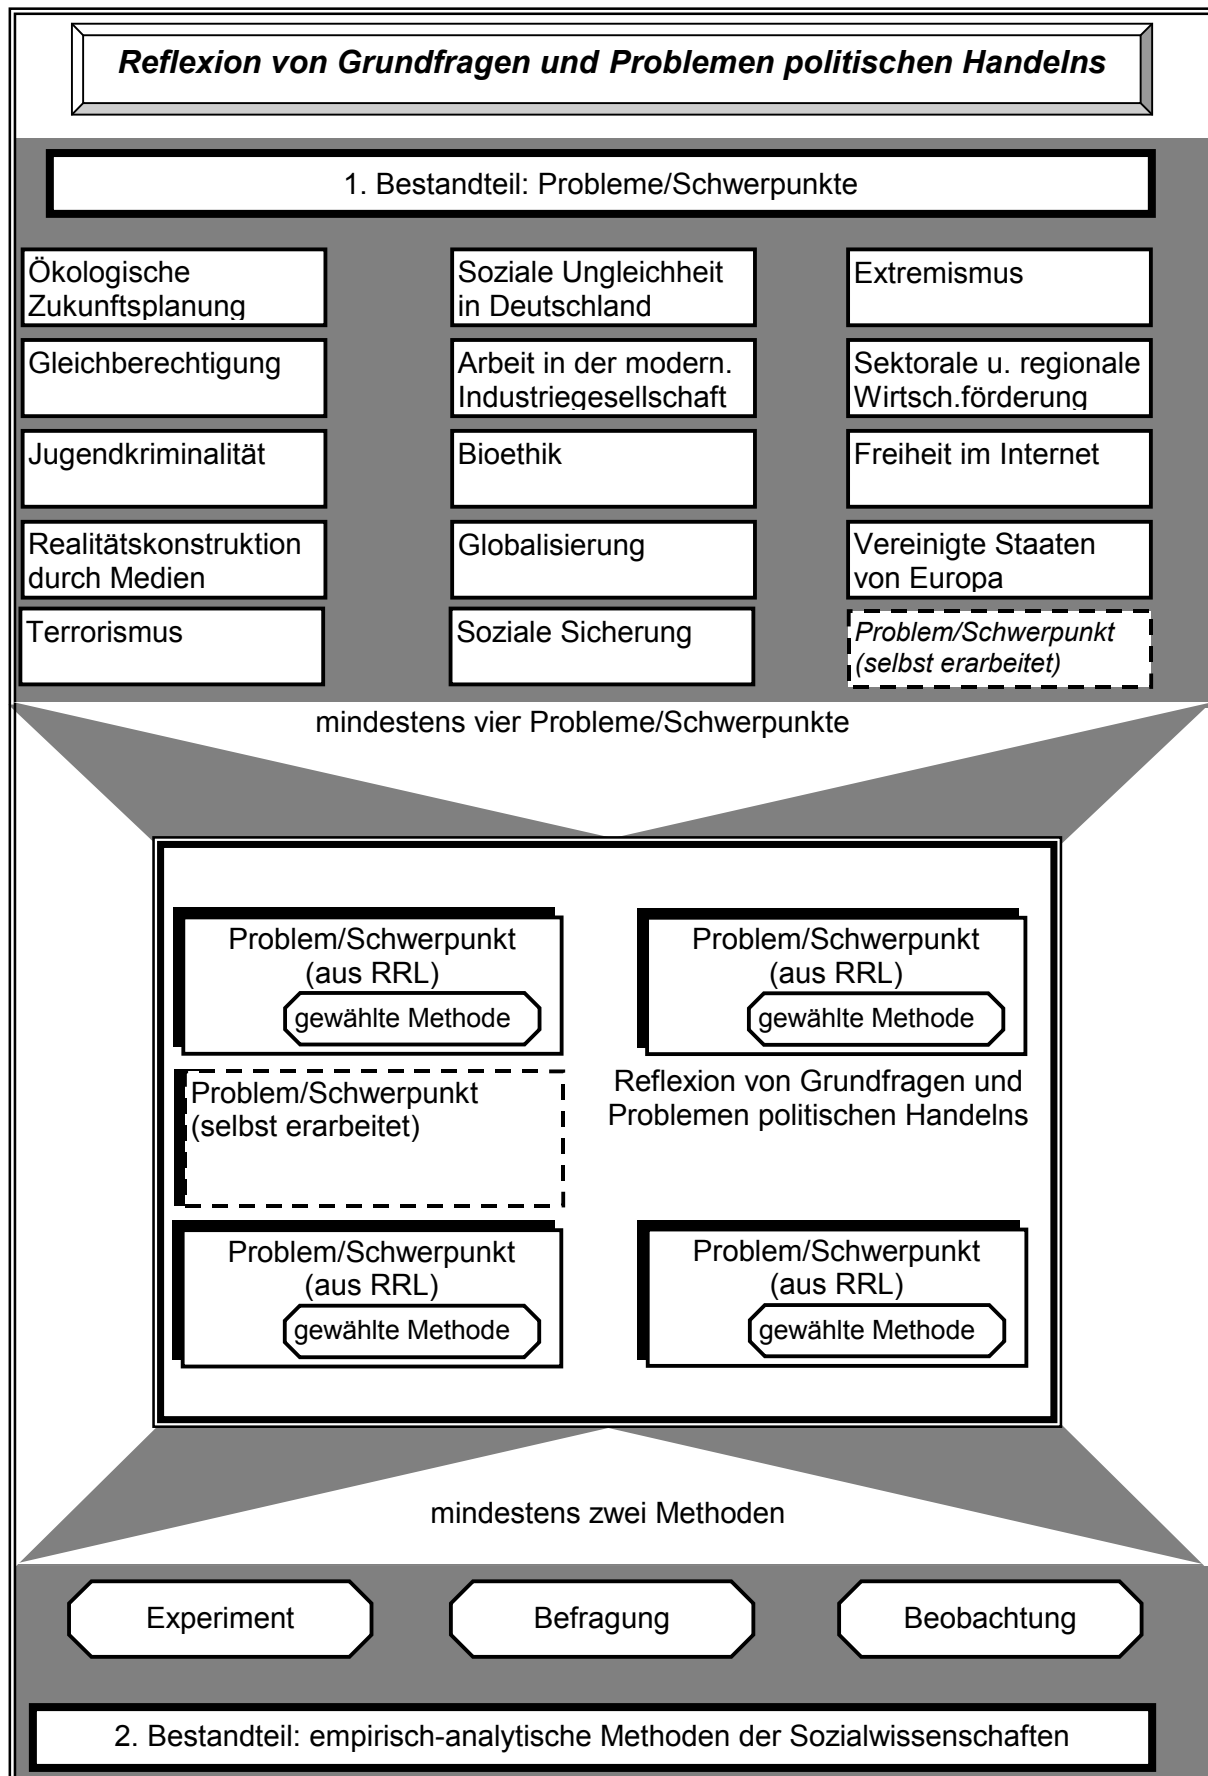 Reflexion von Grundfragen und Problemen politischen Handelns
1. Bestandteil: Probleme/Schwerpunkte
Ökologische
Zukunftsplanung
Soziale Ungleichheit
in Deutschland
Extremismus
Gleichberechtigung
Arbeit in der modern.
Industriegesellschaft
Sektorale u. regionale
Wirtsch.förderung
Jugendkriminalität
Bioethik
Freiheit im Internet
Realitätskonstruktion
durch Medien
Globalisierung
Vereinigte Staaten
von Europa
Terrorismus
Soziale Sicherung
Problem/Schwerpunkt
(selbst erarbeitet)
mindestens vier Probleme/Schwerpunkte
Problem/Schwerpunkt
(aus RRL)
gewählte Methode
Problem/Schwerpunkt
(aus RRL)
gewählte Methode
Problem/Schwerpunkt
(selbst erarbeitet)
Reflexion von Grundfragen und
Problemen politischen Handelns
Problem/Schwerpunkt
(aus RRL)
gewählte Methode
Problem/Schwerpunkt
(aus RRL)
gewählte Methode
mindestens zwei Methoden
Experiment
Befragung
Beobachtung
2. Bestandteil: empirisch-analytische Methoden der Sozialwissenschaften